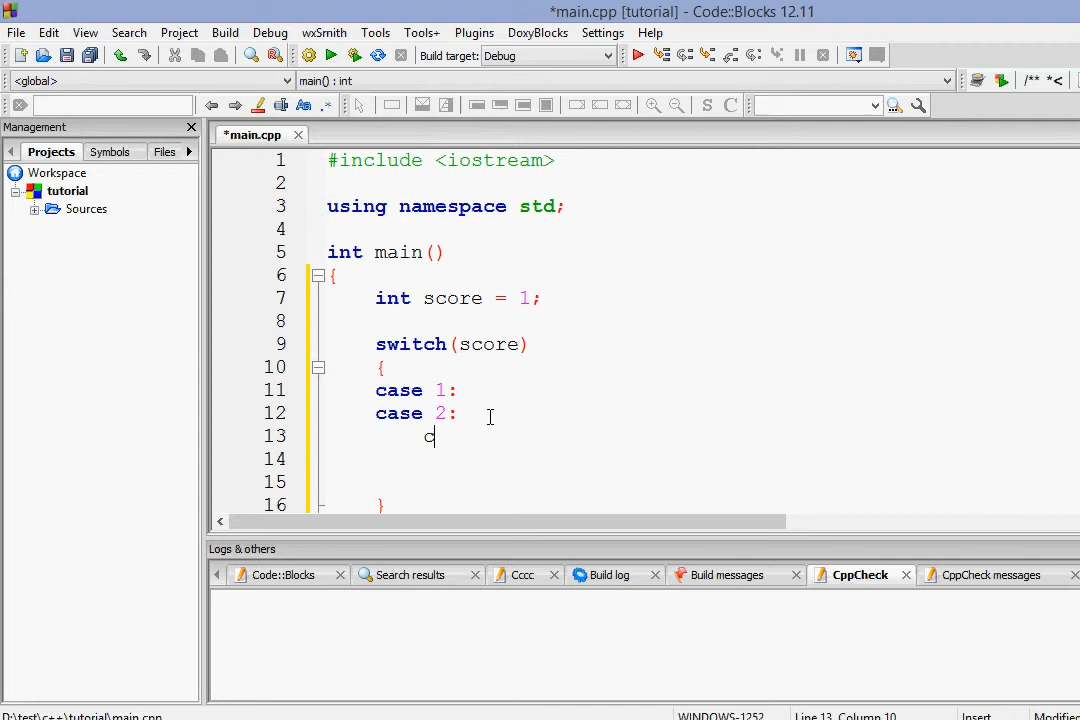 *main.cpp [tutorial] - Code::Blocks 12.11
File Edit View Search Project Build Debug wxSmith Tools Tools+ Plugins DoxyBlocks Settings Help
Build target: Debug
<global> main() : int /** *<
Management
*main.cpp
Projects Symbols Files
Workspace
tutorial
Sources
1 #include <iostream>
2
3 using namespace std;
4
5 int main()
6 {
7 int score = 1;
8
9 switch(score)
10 {
11 case 1:
12 case 2:
13 c
14
15
16 }
Logs & others
Code::Blocks Search results Cccc Build log Build messages CppCheck CppCheck messages
D:\test\c++\tutorial\main.cpp WINDOWS-1252 Line 13, Column 10 Insert Modified